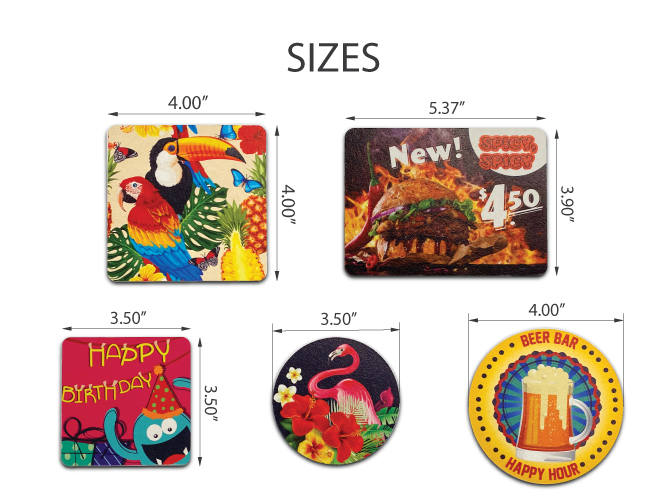 SIZES
4.00”
4.00”
5.37”
3.90”
New!
SPICY,
SPICY
$4.50
3.50”
3.50”
HAPPY
BIRTHDAY
3.50”
4.00”
BEER BAR
HAPPY HOUR